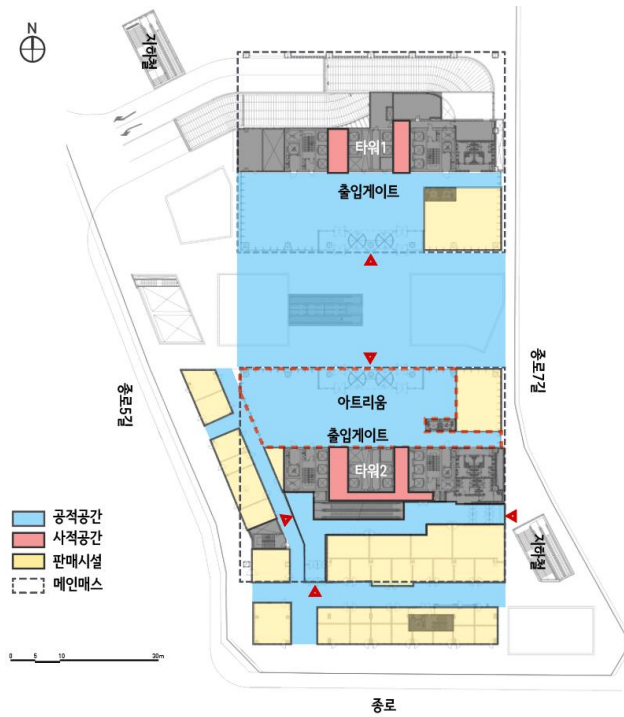 N
지하철
타워1
출입게이트
종로7길
종로5길
아트리움
출입게이트
타워2
공적공간
사적공간
판매시설
메인매스
지하철
0 5 10 20m
종로